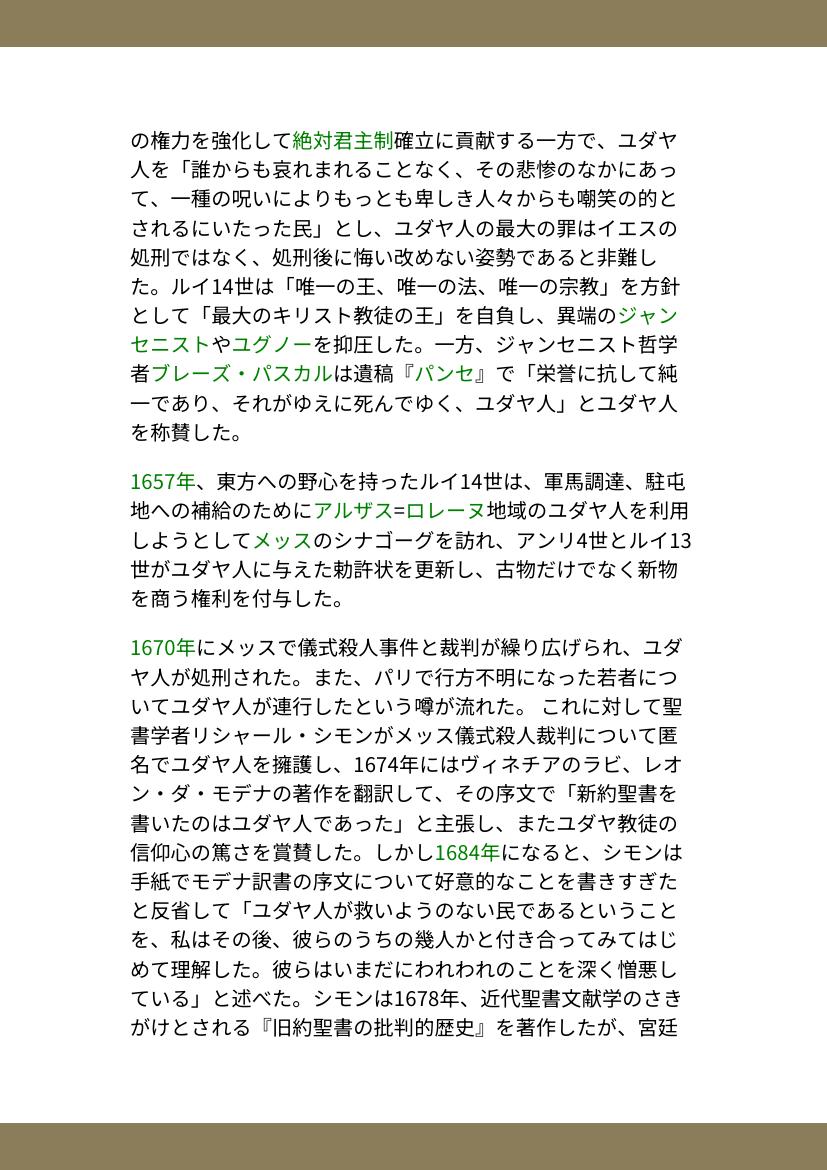 の権力を強化して絶対君主制確立に貢献する一方で、ユダヤ
人を「誰からも哀れまれることなく、その悲惨のなかにあっ
て、一種の呪いによりもっとも卑しき人々からも嘲笑の的と
されるにいたった民」とし、ユダヤ人の最大の罪はイエスの
処刑ではなく、処刑後に悔い改めない姿勢であると非難し
た。ルイ14世は「唯一の王、唯一の法、唯一の宗教」を方針
として「最大のキリスト教徒の王」を自負し、異端のジャン
セニストやユグノーを抑圧した。一方、ジャンセニスト哲学
者ブレーズ・パスカルは遺稿『パンセ』で「栄誉に抗して純
一であり、それがゆえに死んでゆく、ユダヤ人」とユダヤ人
を称賛した。
1657年、東方への野心を持ったルイ14世は、軍馬調達、駐屯
地への補給のためにアルザス=ロレーヌ地域のユダヤ人を利用
しようとしてメッスのシナゴーグを訪れ、アンリ4世とルイ13
世がユダヤ人に与えた勅許状を更新し、古物だけでなく新物
を商う権利を付与した。
1670年にメッスで儀式殺人事件と裁判が繰り広げられ、ユダ
ヤ人が処刑された。また、パリで行方不明になった若者につ
いてユダヤ人が連行したという噂が流れた。 これに対して聖
書学者リシャール・シモンがメッス儀式殺人裁判について匿
名でユダヤ人を擁護し、1674年にはヴィネチアのラビ、レオ
ン・ダ・モデナの著作を翻訳して、その序文で「新約聖書を
書いたのはユダヤ人であった」と主張し、またユダヤ教徒の
信仰心の篤さを賞賛した。しかし1684年になると、シモンは
手紙でモデナ訳書の序文について好意的なことを書きすぎた
と反省して「ユダヤ人が救いようのない民であるということ
を、私はその後、彼らのうちの幾人かと付き合ってみてはじ
めて理解した。彼らはいまだにわれわれのことを深く憎悪し
ている」と述べた。シモンは1678年、近代聖書文献学のさき
がけとされる『旧約聖書の批判的歴史』を著作したが、宮廷